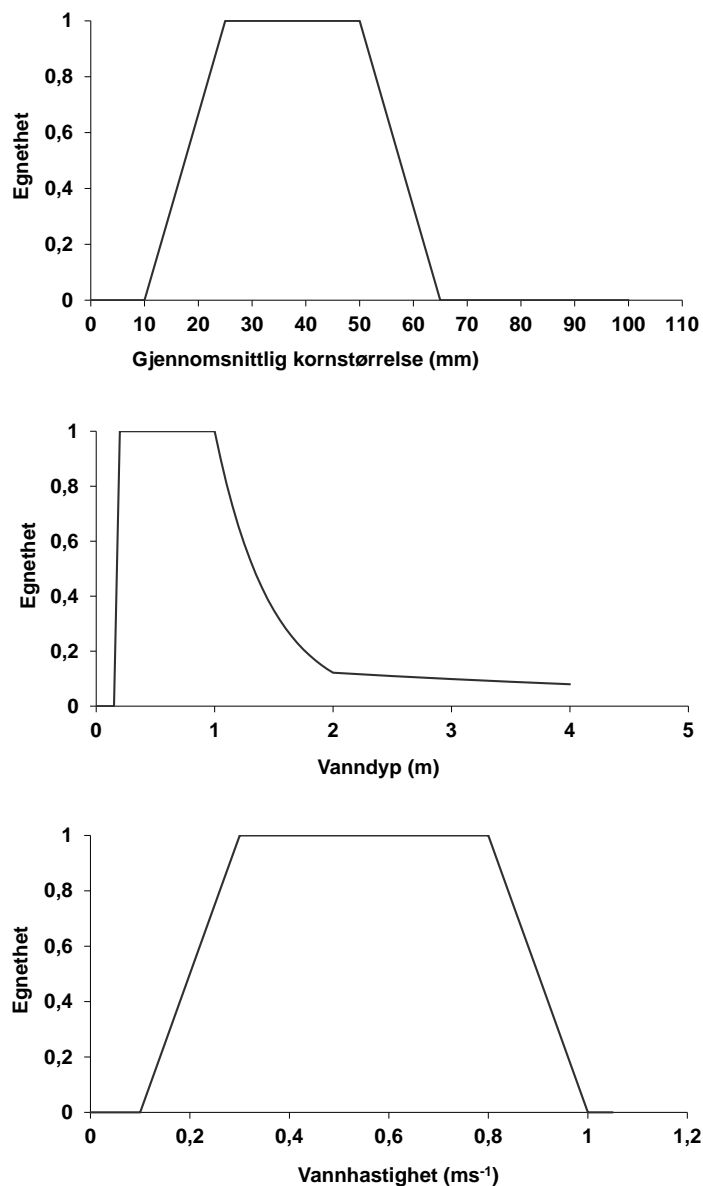 1
0,8
0,6
0,4
0,2
0
Egnethet
0 10 20 30 40 50 60 70 80 90 100 110
Gjennomsnittlig kornstørrelse (mm)
1
0,8
0,6
0,4
0,2
0
Egnethet
0 1 2 3 4 5
Vanndyp (m)
1
0,8
0,6
0,4
0,2
0
Egnethet
0 0,2 0,4 0,6 0,8 1 1,2
Vannhastighet (ms⁻¹)